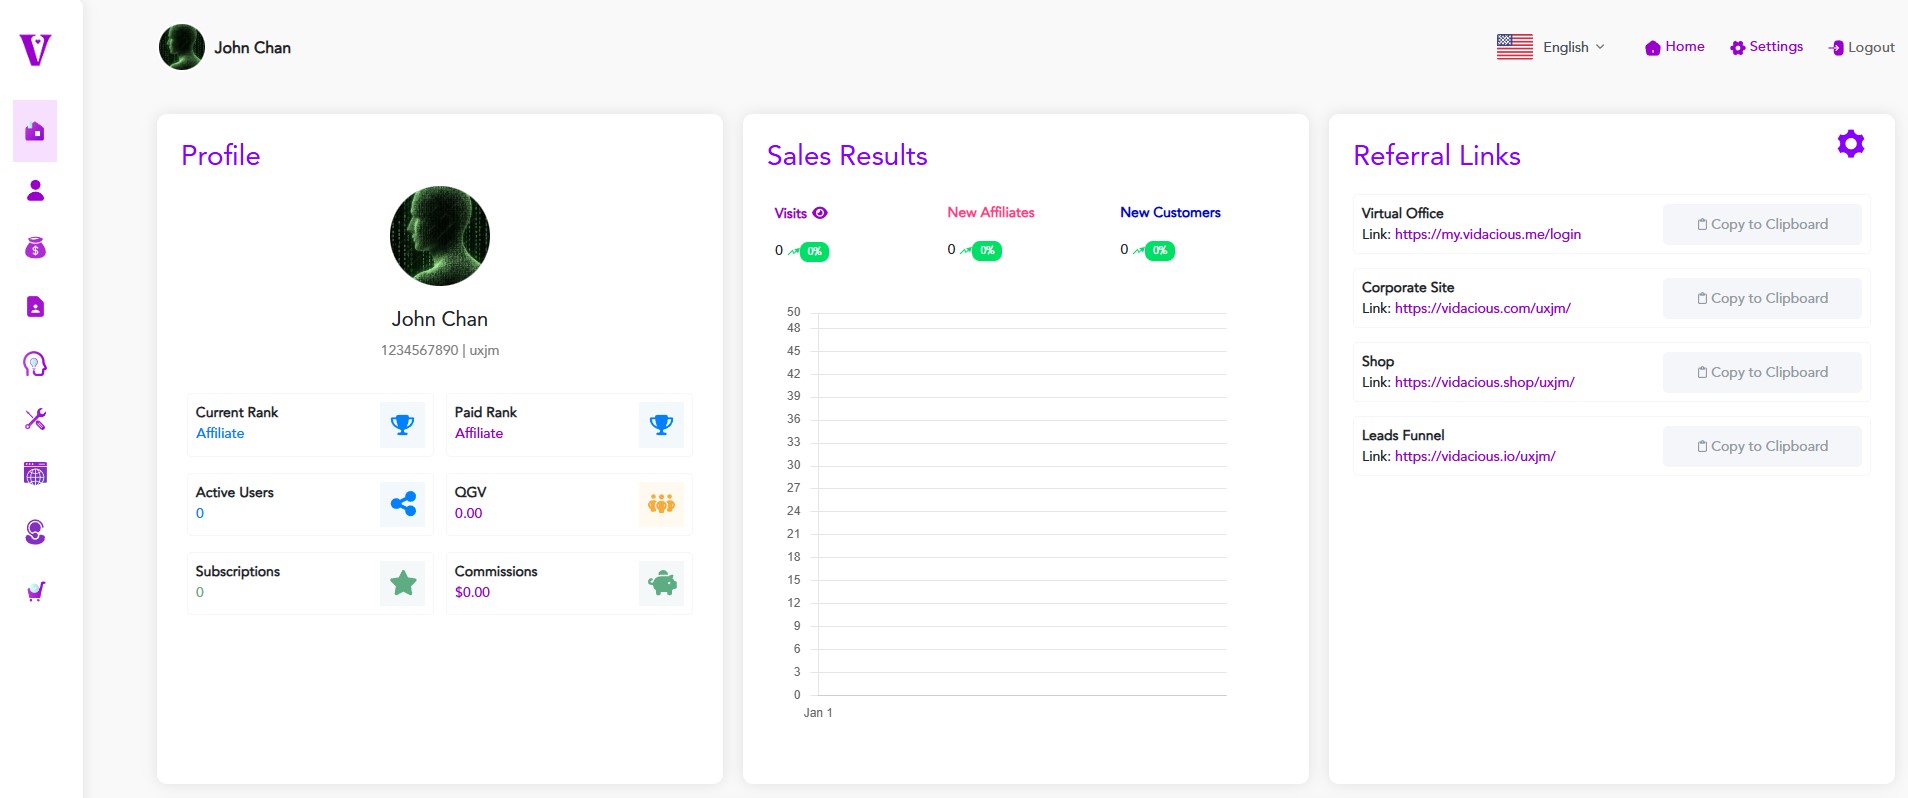 V
John Chan
English
Home
Settings
Logout
Profile
John Chan
1234567890 | uxjm
Current Rank
Affiliate
Paid Rank
Affiliate
Active Users
0
QGV
0.00
Subscriptions
0
Commissions
$0.00
Sales Results
Visits
0 0%
New Affiliates
0 0%
New Customers
0 0%
50
48
45
42
39
36
33
30
27
24
21
18
15
12
9
6
3
0
Jan 1
Referral Links
Virtual Office
Link: https://my.vidacious.me/login
Copy to Clipboard
Corporate Site
Link: https://vidacious.com/uxjm/
Copy to Clipboard
Shop
Link: https://vidacious.shop/uxjm/
Copy to Clipboard
Leads Funnel
Link: https://vidacious.io/uxjm/
Copy to Clipboard